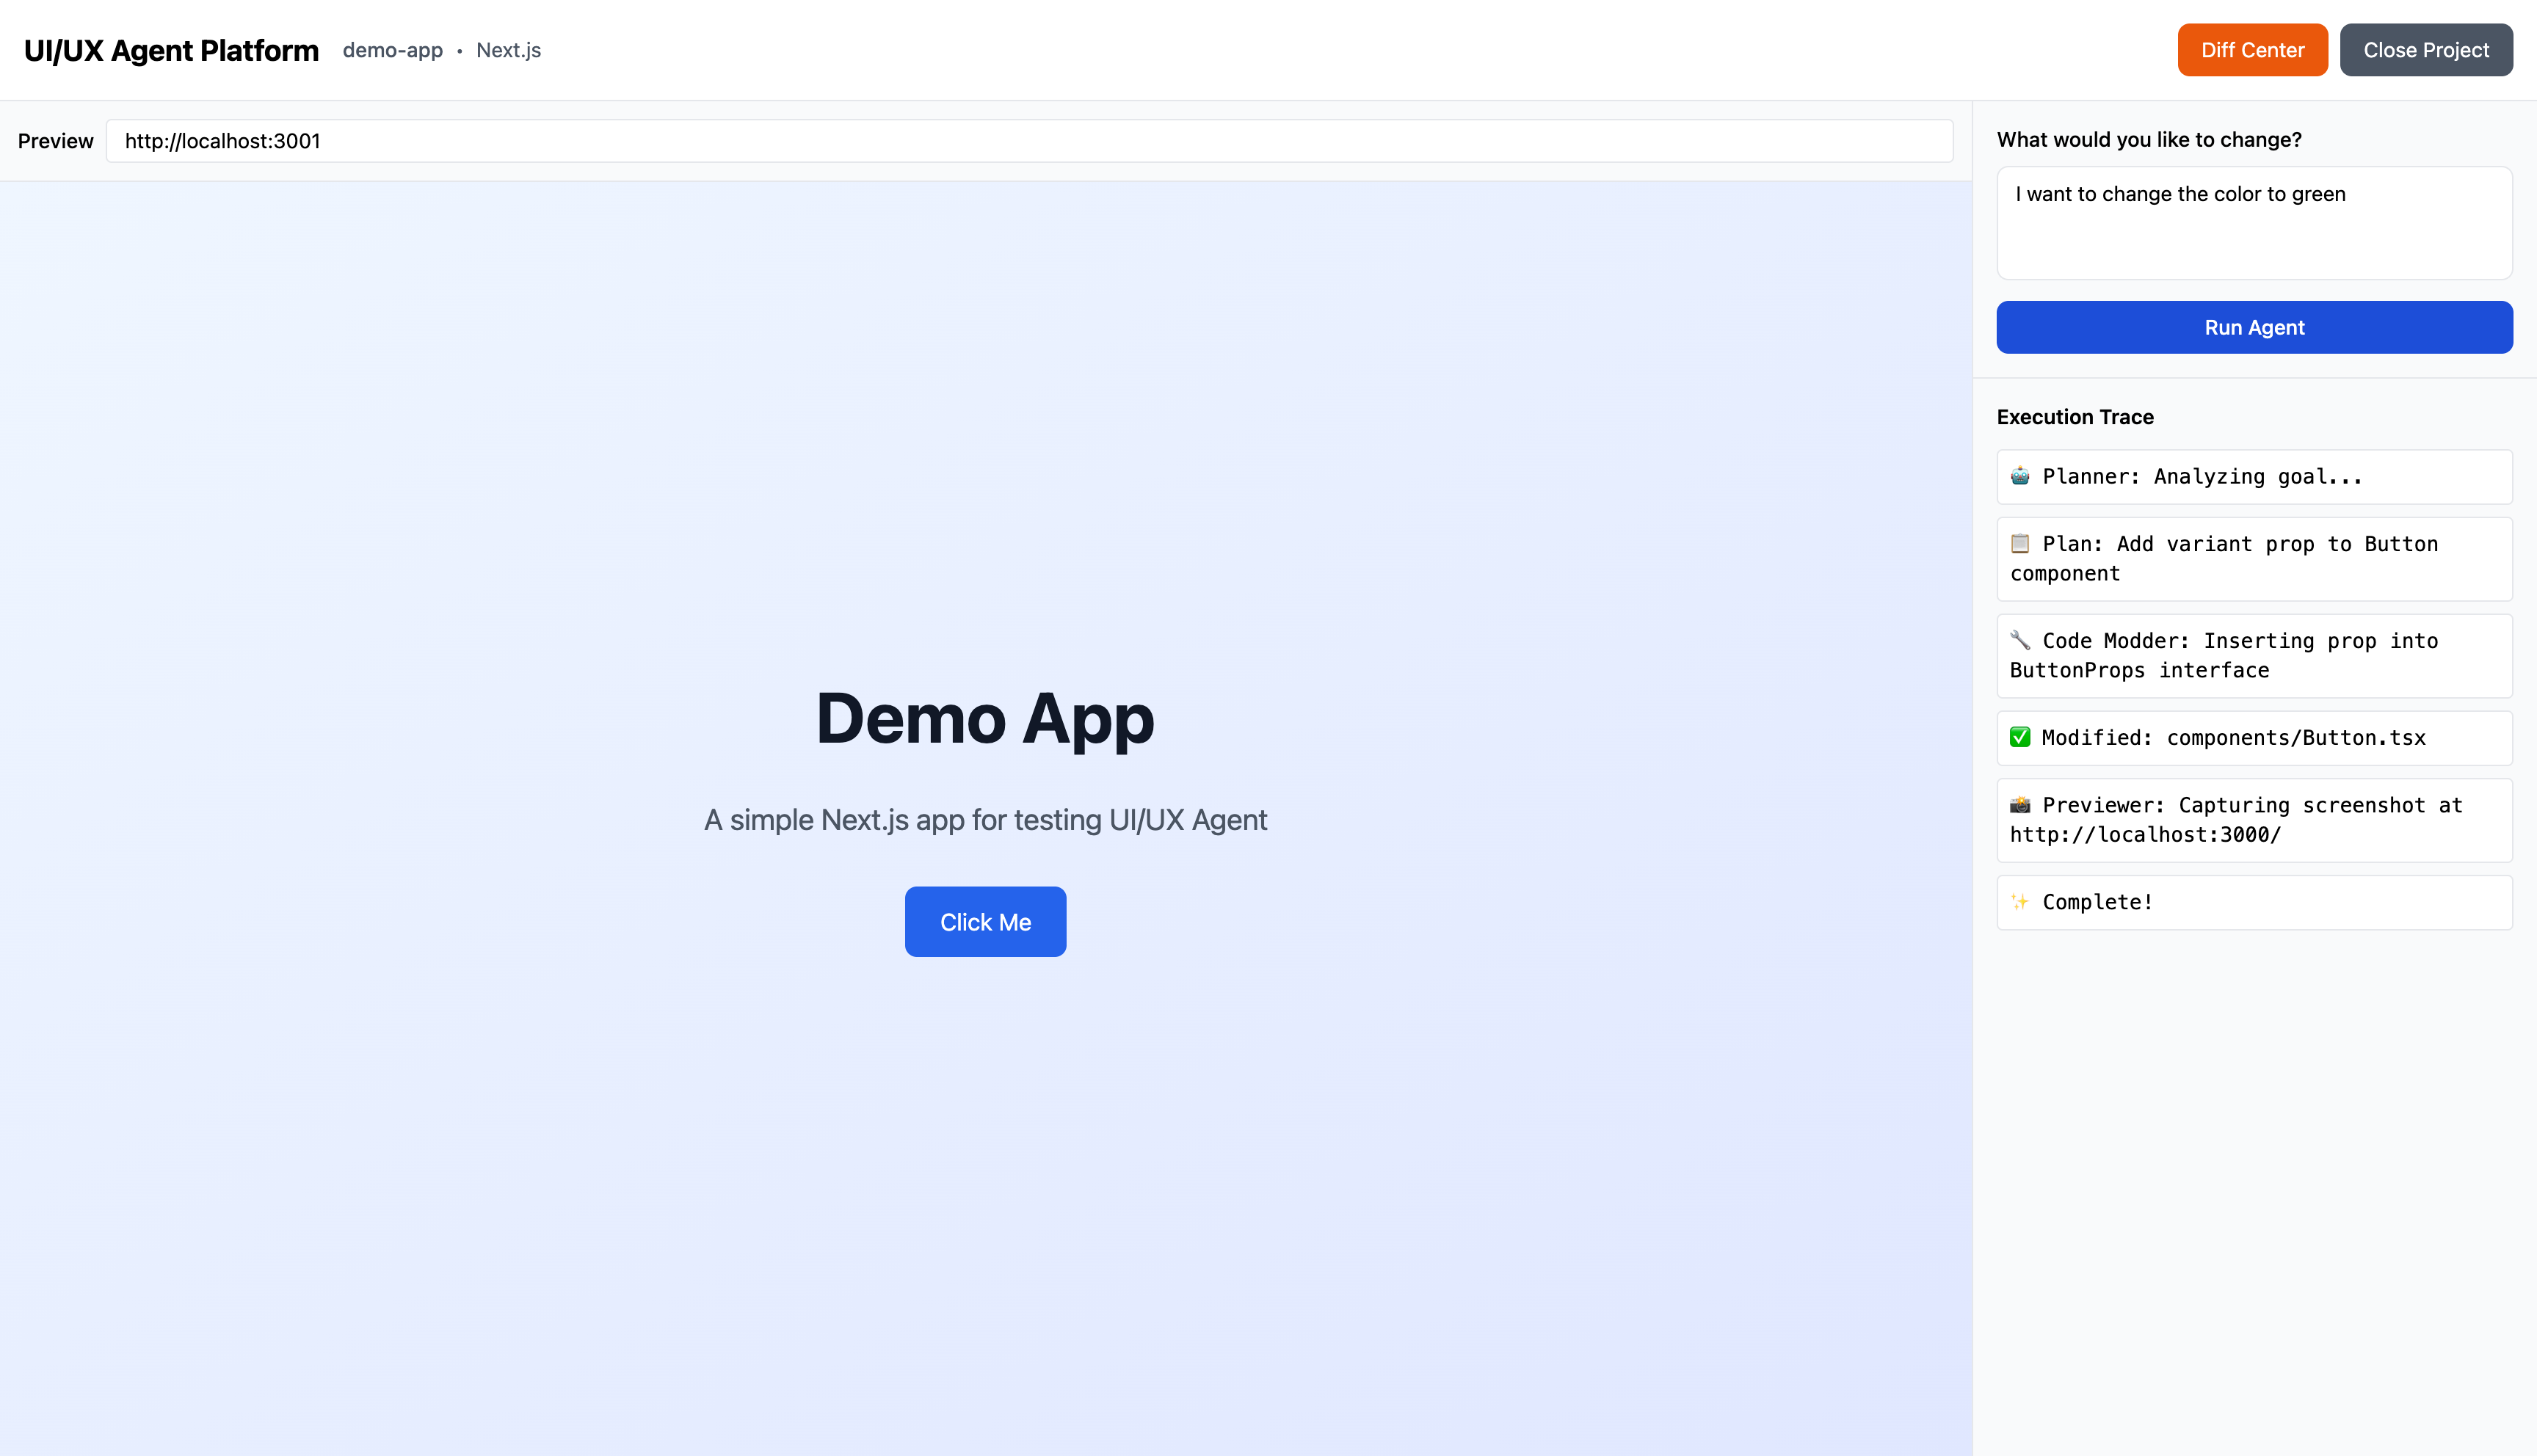 UI/UX Agent Platform demo-app • Next.js
Diff Center
Close Project
Preview
http://localhost:3001
Demo App
A simple Next.js app for testing UI/UX Agent
Click Me
What would you like to change?
I want to change the color to green
Run Agent
Execution Trace
🤖 Planner: Analyzing goal...
📋 Plan: Add variant prop to Button
component
🔧 Code Modder: Inserting prop into
ButtonProps interface
✅ Modified: components/Button.tsx
📸 Previewer: Capturing screenshot at
http://localhost:3000/
✨ Complete!